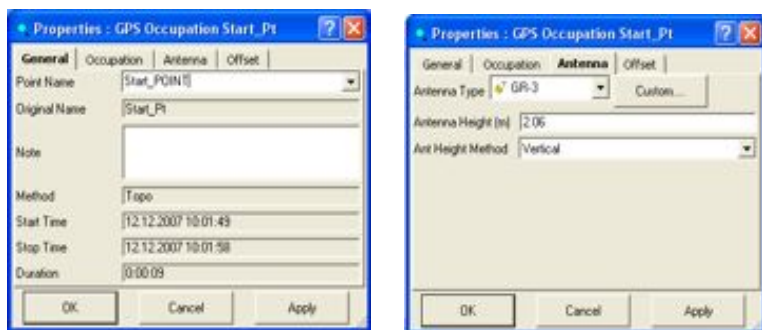 Properties : GPS Occupation Start_Pt
General Occupation Antenna Offset
Point Name Start_POINT
Original Name Start_Pt
Note
Method Topo
Start Time 12.12.2007 10:01:49
Stop Time 12.12.2007 10:01:58
Duration 0:00:09
OK Cancel Apply
Properties : GPS Occupation Start_Pt
General Occupation Antenna Offset
Antenna Type GR-3 Custom...
Antenna Height (m) 2.06
Ant Height Method Vertical
OK Cancel Apply